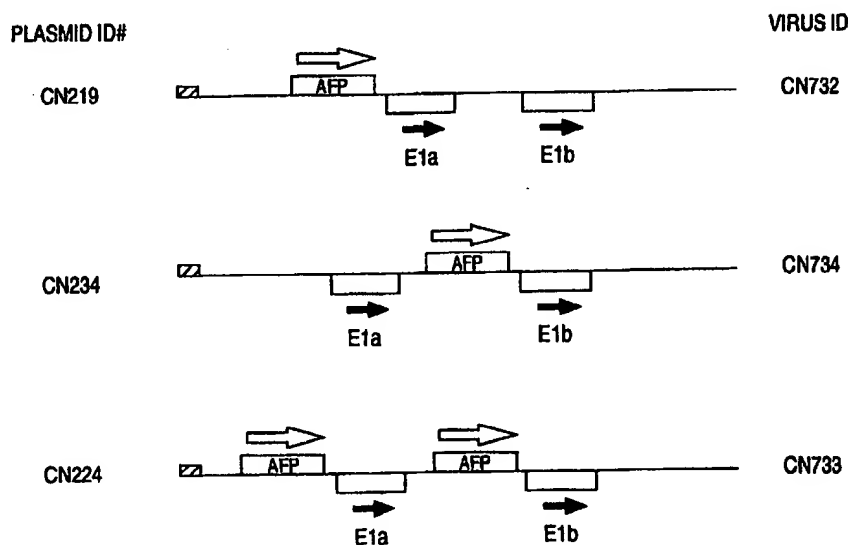 PLASMID ID#
VIRUS ID
AFP
CN219
CN732
E1a
E1b
AFP
CN234
CN734
E1a
E1b
AFP
AFP
CN224
CN733
E1a
E1b